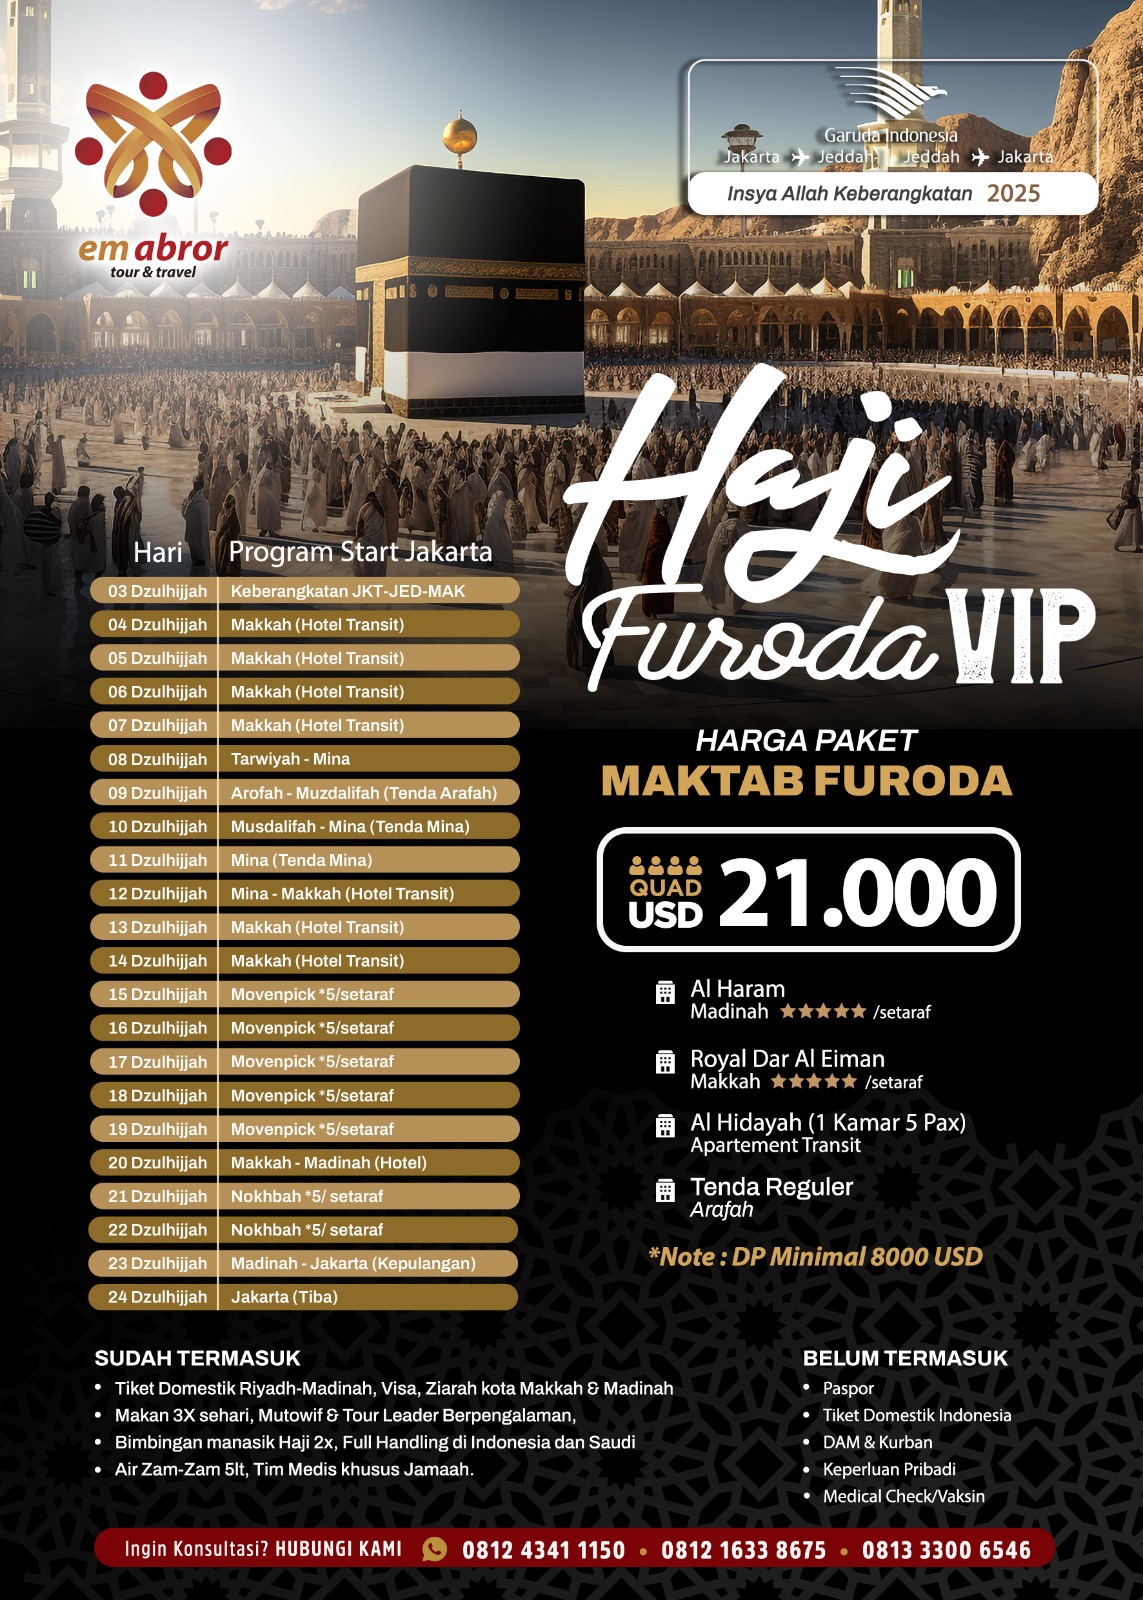 em abror
tour & travel
Garuda Indonesia
Jakarta Jeddah Jeddah Jakarta
Insya Allah Keberangkatan 2025
Haji
Furoda VIP
Hari Program Start Jakarta
03 Dzulhijjah Keberangkatan JKT-JED-MAK
04 Dzulhijjah Makkah (Hotel Transit)
05 Dzulhijjah Makkah (Hotel Transit)
06 Dzulhijjah Makkah (Hotel Transit)
07 Dzulhijjah Makkah (Hotel Transit)
08 Dzulhijjah Tarwiyah - Mina
09 Dzulhijjah Arofah - Muzdalifah (Tenda Arafah)
10 Dzulhijjah Musdalifah - Mina (Tenda Mina)
11 Dzulhijjah Mina (Tenda Mina)
12 Dzulhijjah Mina - Makkah (Hotel Transit)
13 Dzulhijjah Makkah (Hotel Transit)
14 Dzulhijjah Makkah (Hotel Transit)
15 Dzulhijjah Movenpick *5/setaraf
16 Dzulhijjah Movenpick *5/setaraf
17 Dzulhijjah Movenpick *5/setaraf
18 Dzulhijjah Movenpick *5/setaraf
19 Dzulhijjah Movenpick *5/setaraf
20 Dzulhijjah Makkah - Madinah (Hotel)
21 Dzulhijjah Nokhbah *5/ setaraf
22 Dzulhijjah Nokhbah *5/ setaraf
23 Dzulhijjah Madinah - Jakarta (Kepulangan)
24 Dzulhijjah Jakarta (Tiba)
HARGA PAKET
MAKTAB FURODA
QUAD
USD 21.000
Al Haram
Madinah ★★★★★ /setaraf
Royal Dar Al Eiman
Makkah ★★★★★ /setaraf
Al Hidayah (1 Kamar 5 Pax)
Apartement Transit
Tenda Reguler
Arafah
*Note : DP Minimal 8000 USD
SUDAH TERMASUK
• Tiket Domestik Riyadh-Madinah, Visa, Ziarah kota Makkah & Madinah
• Makan 3X sehari, Mutowif & Tour Leader Berpengalaman,
• Bimbingan manasik Haji 2x, Full Handling di Indonesia dan Saudi
• Air Zam-Zam 5lt, Tim Medis khusus Jamaah.
BELUM TERMASUK
• Paspor
• Tiket Domestik Indonesia
• DAM & Kurban
• Keperluan Pribadi
• Medical Check/Vaksin
Ingin Konsultasi? HUBUNGI KAMI 0812 4341 1150 • 0812 1633 8675 • 0813 3300 6546